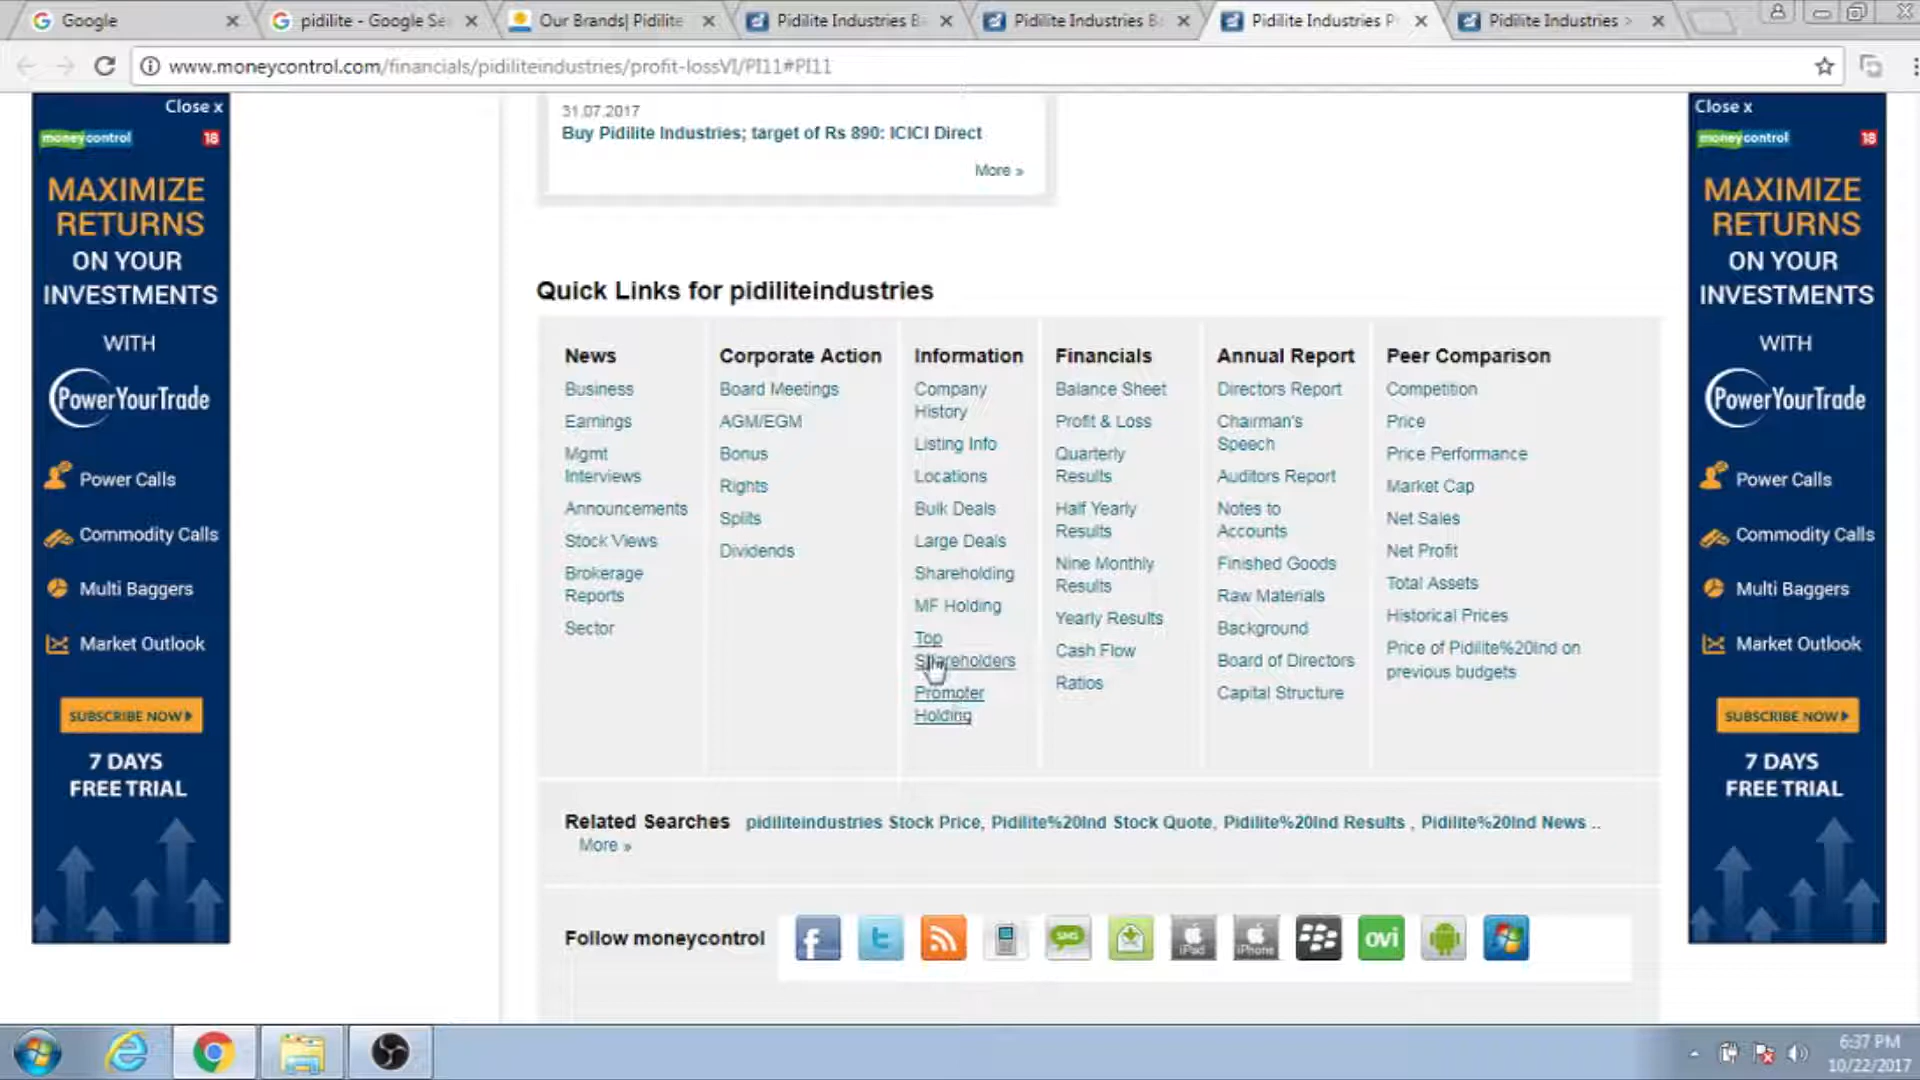 Google
pidilite - Google Se
Our Brands| Pidilite
Pidilite Industries B
Pidilite Industries B
Pidilite Industries P
Pidilite Industries >
www.moneycontrol.com/financials/pidiliteindustries/profit-lossVI/PI11#PI11
Close x
moneycontrol 18
MAXIMIZE
RETURNS
ON YOUR
INVESTMENTS
WITH
PowerYourTrade
Power Calls
Commodity Calls
Multi Baggers
Market Outlook
SUBSCRIBE NOW
7 DAYS
FREE TRIAL
31.07.2017
Buy Pidilite Industries; target of Rs 890: ICICI Direct
More »
Quick Links for pidiliteindustries
News
Business
Earnings
Mgmt
Interviews
Announcements
Stock Views
Brokerage
Reports
Sector
Corporate Action
Board Meetings
AGM/EGM
Bonus
Rights
Splits
Dividends
Information
Company
History
Listing Info
Locations
Bulk Deals
Large Deals
Shareholding
MF Holding
Top
Shareholders
Promoter
Holding
Financials
Balance Sheet
Profit & Loss
Quarterly
Results
Half Yearly
Results
Nine Monthly
Results
Yearly Results
Cash Flow
Ratios
Annual Report
Directors Report
Chairman's
Speech
Auditors Report
Notes to
Accounts
Finished Goods
Raw Materials
Background
Board of Directors
Capital Structure
Peer Comparison
Competition
Price
Price Performance
Market Cap
Net Sales
Net Profit
Total Assets
Historical Prices
Price of Pidilite%20Ind on
previous budgets
Related Searches pidiliteindustries Stock Price, Pidilite%20Ind Stock Quote, Pidilite%20Ind Results , Pidilite%20Ind News ..
More »
Follow moneycontrol
SMS
iPad
iPhone
ovi
Close x
moneycontrol 18
MAXIMIZE
RETURNS
ON YOUR
INVESTMENTS
WITH
PowerYourTrade
Power Calls
Commodity Calls
Multi Baggers
Market Outlook
SUBSCRIBE NOW
7 DAYS
FREE TRIAL
6:37 PM
10/22/2017